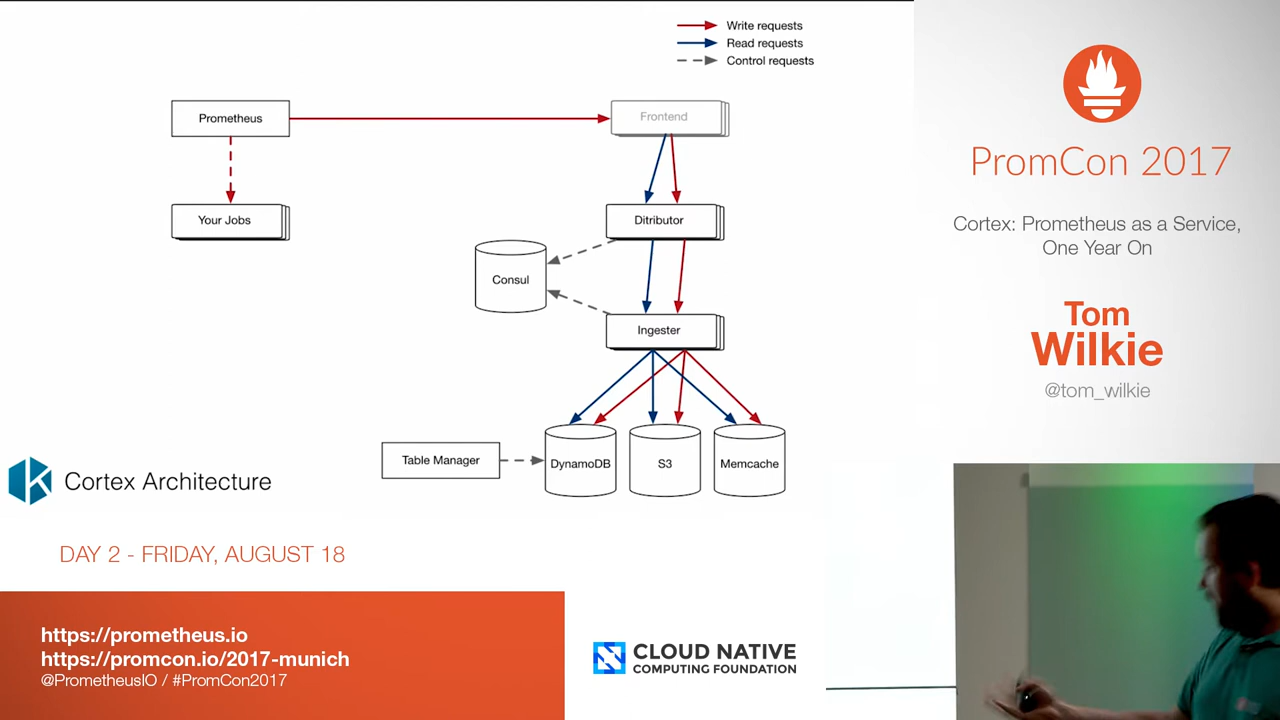 Write requests
Read requests
Control requests
Prometheus
Frontend
Your Jobs
Ditributor
Consul
Ingester
Table Manager
DynamoDB
S3
Memcache
Cortex Architecture
DAY 2 - FRIDAY, AUGUST 18
https://prometheus.io
https://promcon.io/2017-munich
@PrometheusIO / #PromCon2017
CLOUD NATIVE
COMPUTING FOUNDATION
PromCon 2017
Cortex: Prometheus as a Service,
One Year On
Tom
Wilkie
@tom_wilkie